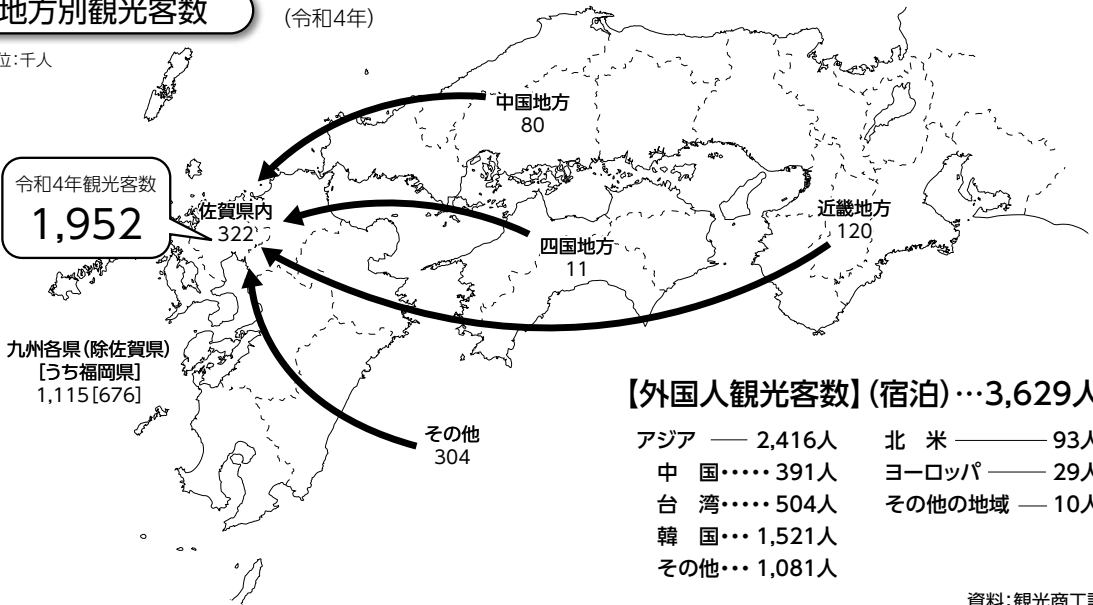 地方別観光客数
(令和4年)
位:千人
中国地方
80
令和4年観光客数
1,952
佐賀県内
322
四国地方
11
近畿地方
120
九州各県(除佐賀県)
[うち福岡県]
1,115[676]
その他
304
【外国人観光客数】(宿泊)…3,629人
アジア ── 2,416人
中　国・・・・・391人
台　湾・・・・・504人
韓　国・・・1,521人
その他・・・1,081人
北　米 ──── 93人
ヨーロッパ ─── 29人
その他の地域 ── 10人
資料:観光商工